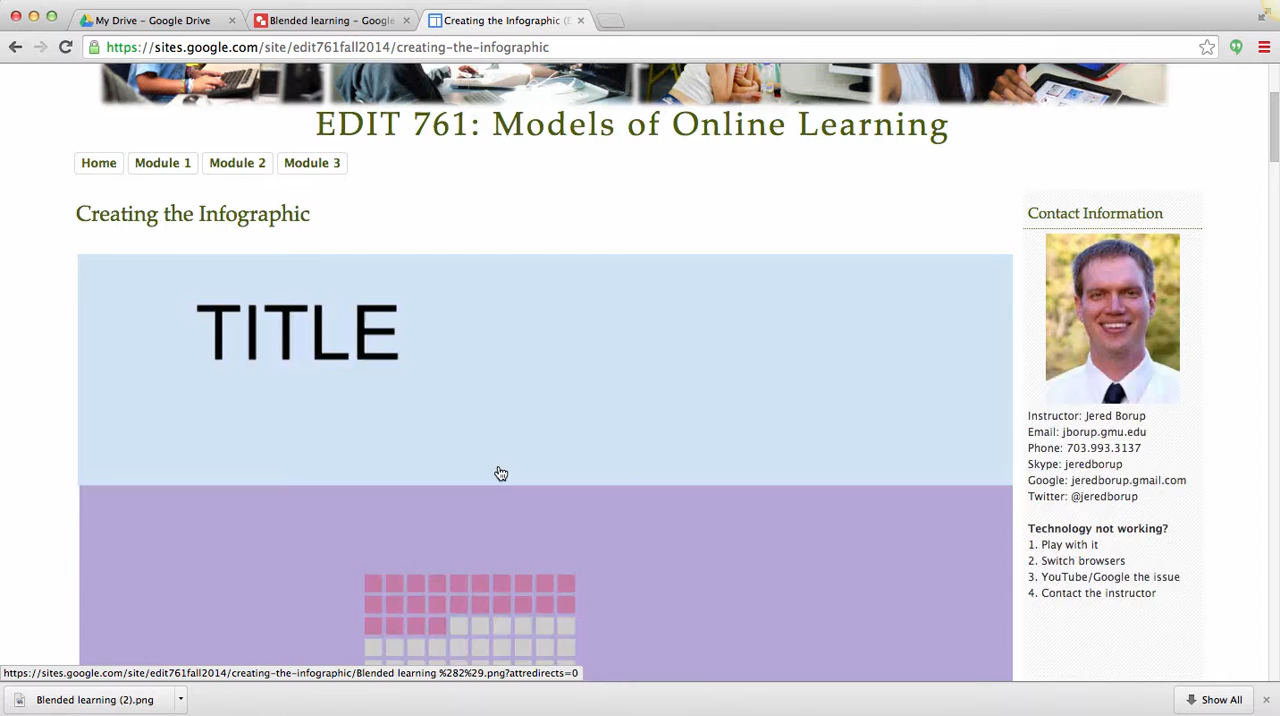 My Drive – Google Drive
Blended learning – Google
Creating the Infographic (E
https://sites.google.com/site/edit761fall2014/creating-the-infographic
EDIT 761: Models of Online Learning
Home
Module 1
Module 2
Module 3
Creating the Infographic
TITLE
Contact Information
Instructor: Jered Borup
Email: jborup.gmu.edu
Phone: 703.993.3137
Skype: jeredborup
Google: jeredborup.gmail.com
Twitter: @jeredborup
Technology not working?
1. Play with it
2. Switch browsers
3. YouTube/Google the issue
4. Contact the instructor
https://sites.google.com/site/edit761fall2014/creating-the-infographic/Blended learning %282%29.png?attredirects=0
Blended learning (2).png
Show All